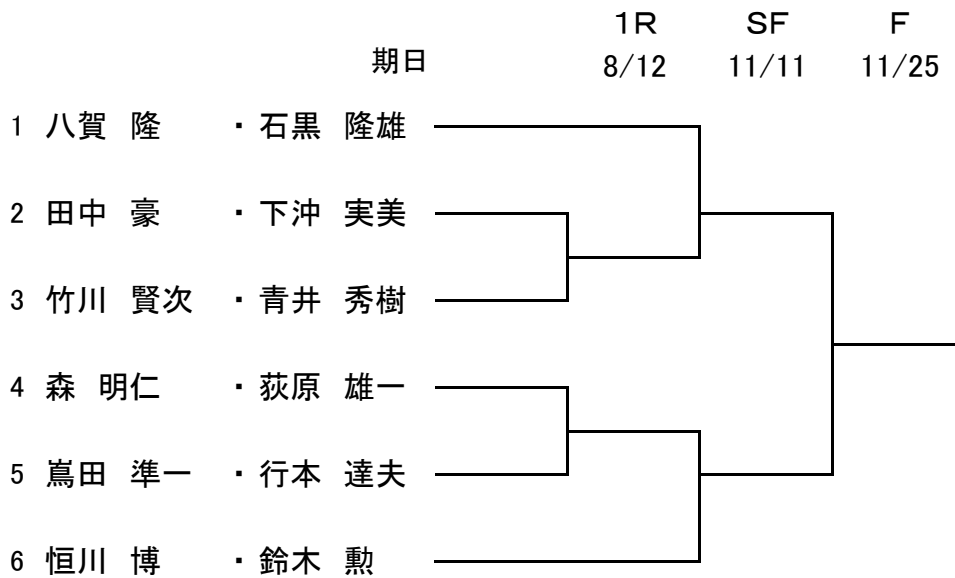 1R SF F
期日 8/12 11/11 11/25
1 八賀 隆 ・ 石黒 隆雄
2 田中 豪 ・ 下沖 実美
3 竹川 賢次 ・ 青井 秀樹
4 森 明仁 ・ 荻原 雄一
5 嶌田 準一 ・ 行本 達夫
6 恒川 博 ・ 鈴木 勲